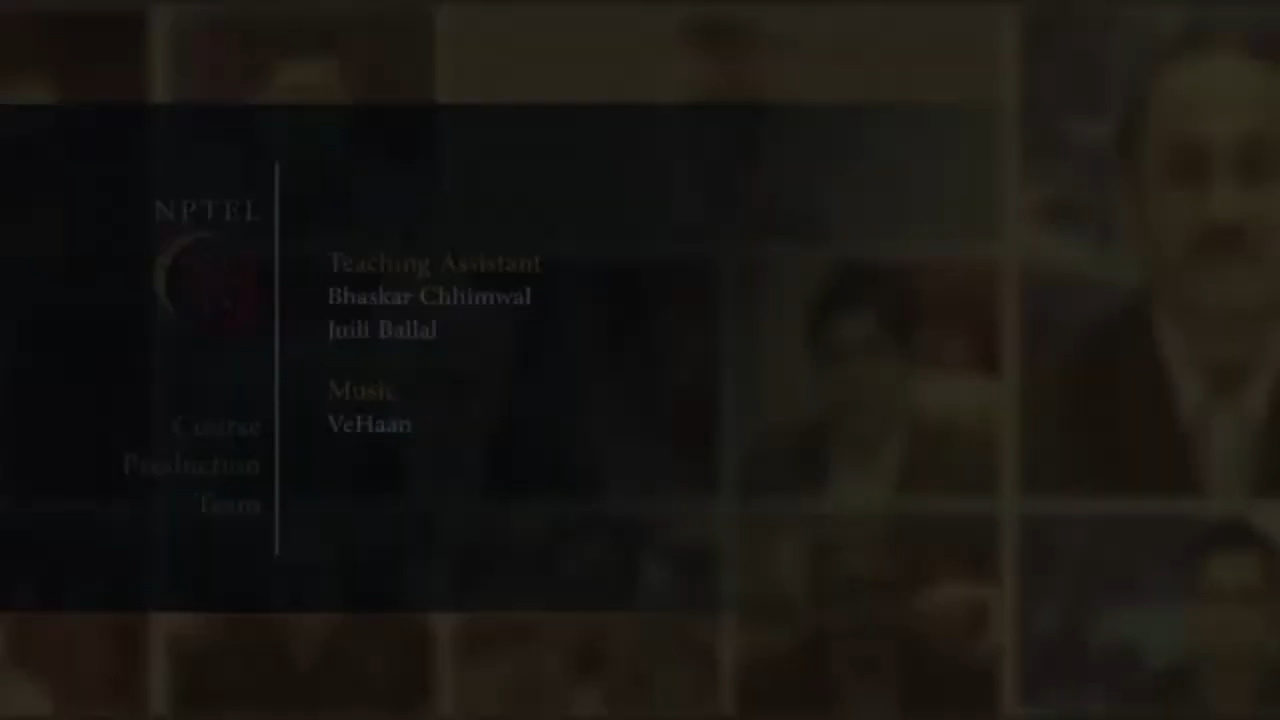 NPTEL
Course
Production
Team
Teaching Assistant
Bhaskar Chhimwal
Juili Ballal
Music
VeHaan